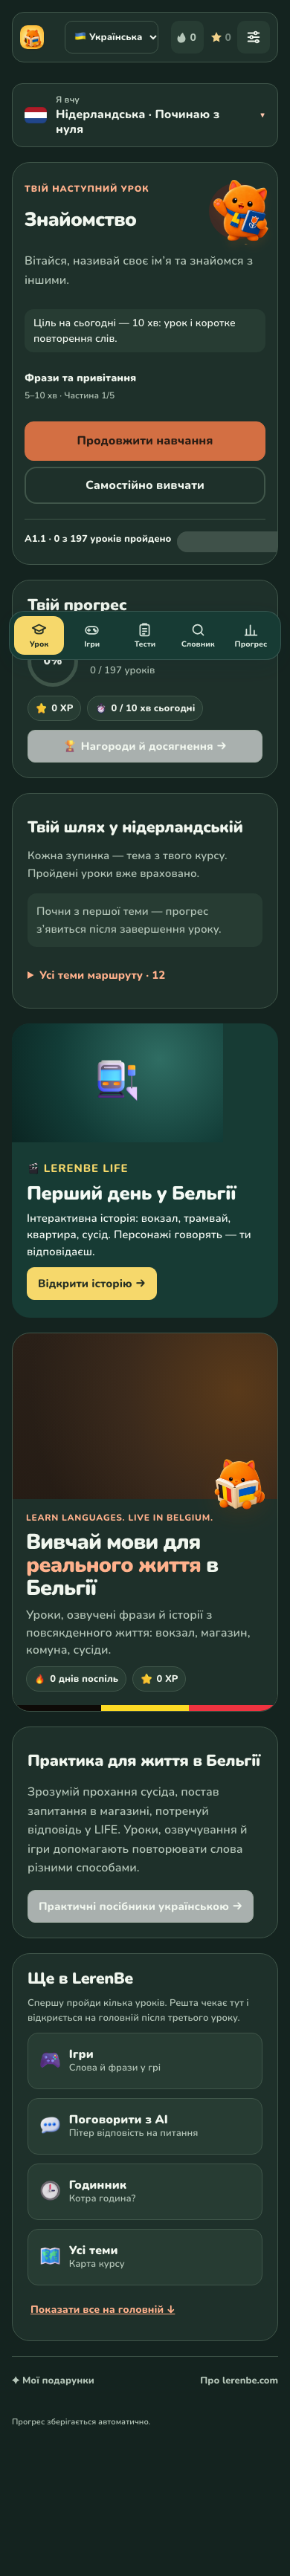 Українська
0
0
Я вчу
Нідерландська · Починаю з
нуля
ТВІЙ НАСТУПНИЙ УРОК
Знайомство
Вітайся, називай своє ім’я та знайомся з
іншими.
Ціль на сьогодні — 10 хв: урок і коротке
повторення слів.
Фрази та привітання
5–10 хв · Частина 1/5
Продовжити навчання
Самостійно вивчати
A1.1 · 0 з 197 уроків пройдено
Твій прогрес
Урок
Ігри
Тести
Словник
Прогрес
0%
0 / 197 уроків
0 XP
0 / 10 хв сьогодні
Нагороди й досягнення →
Твій шлях у нідерландській
Кожна зупинка — тема з твого курсу.
Пройдені уроки вже враховано.
Почни з першої теми — прогрес
з’явиться після завершення уроку.
Усі теми маршруту · 12
LERENBE LIFE
Перший день у Бельгії
Інтерактивна історія: вокзал, трамвай,
квартира, сусід. Персонажі говорять — ти
відповідаєш.
Відкрити історію →
LEARN LANGUAGES. LIVE IN BELGIUM.
Вивчай мови для
реального життя в
Бельгії
Уроки, озвучені фрази й історії з
повсякденного життя: вокзал, магазин,
комуна, сусіди.
0 днів поспіль
0 XP
Практика для життя в Бельгії
Зрозумій прохання сусіда, постав
запитання в магазині, потренуй
відповідь у LIFE. Уроки, озвучування й
ігри допомагають повторювати слова
різними способами.
Практичні посібники українською →
Ще в LerenBe
Спершу пройди кілька уроків. Решта чекає тут і
відкриється на головній після третього уроку.
Ігри
Слова й фрази у грі
Поговорити з AI
Пітер відповість на питання
Годинник
Котра година?
Усі теми
Карта курсу
Показати все на головній ↓
✦ Мої подарунки
Про lerenbe.com
Прогрес зберігається автоматично.